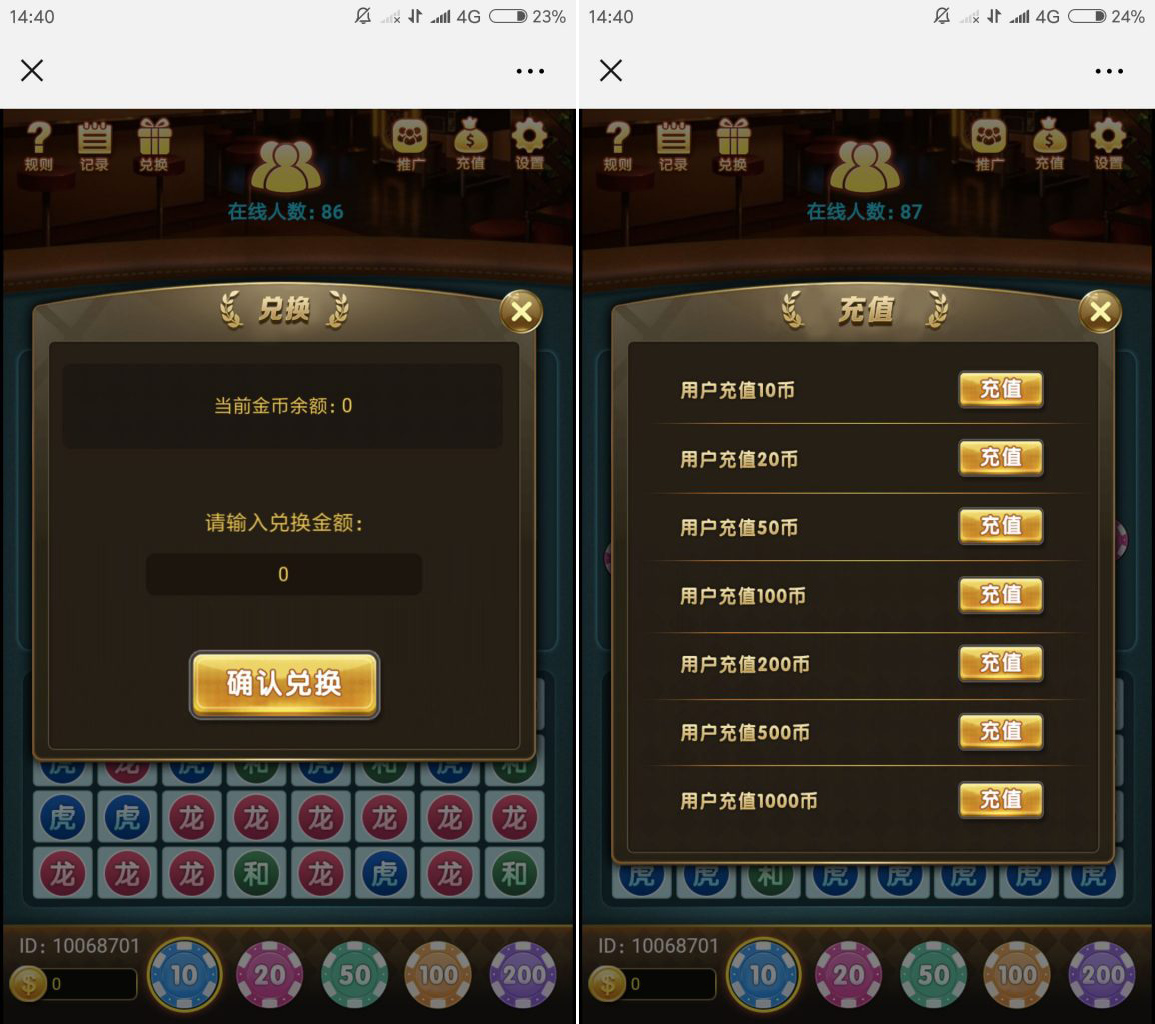 14:40
4G
23%
规则
记录
兑换
推广
充值
设置
在线人数: 86
兑换
当前金币余额: 0
请输入兑换金额:
0
确认兑换
虎 龙 虎 和 虎 和 虎 和
虎 虎 龙 龙 龙 龙 龙 龙
龙 龙 龙 和 龙 虎 龙 和
ID: 10068701
0
10
20
50
100
200
14:40
4G
24%
规则
记录
兑换
推广
充值
设置
在线人数: 87
充值
用户充值10币 充值
用户充值20币 充值
用户充值50币 充值
用户充值100币 充值
用户充值200币 充值
用户充值500币 充值
用户充值1000币 充值
虎 虎 和 虎 虎 虎 虎 虎
ID: 10068701
0
10
20
50
100
200